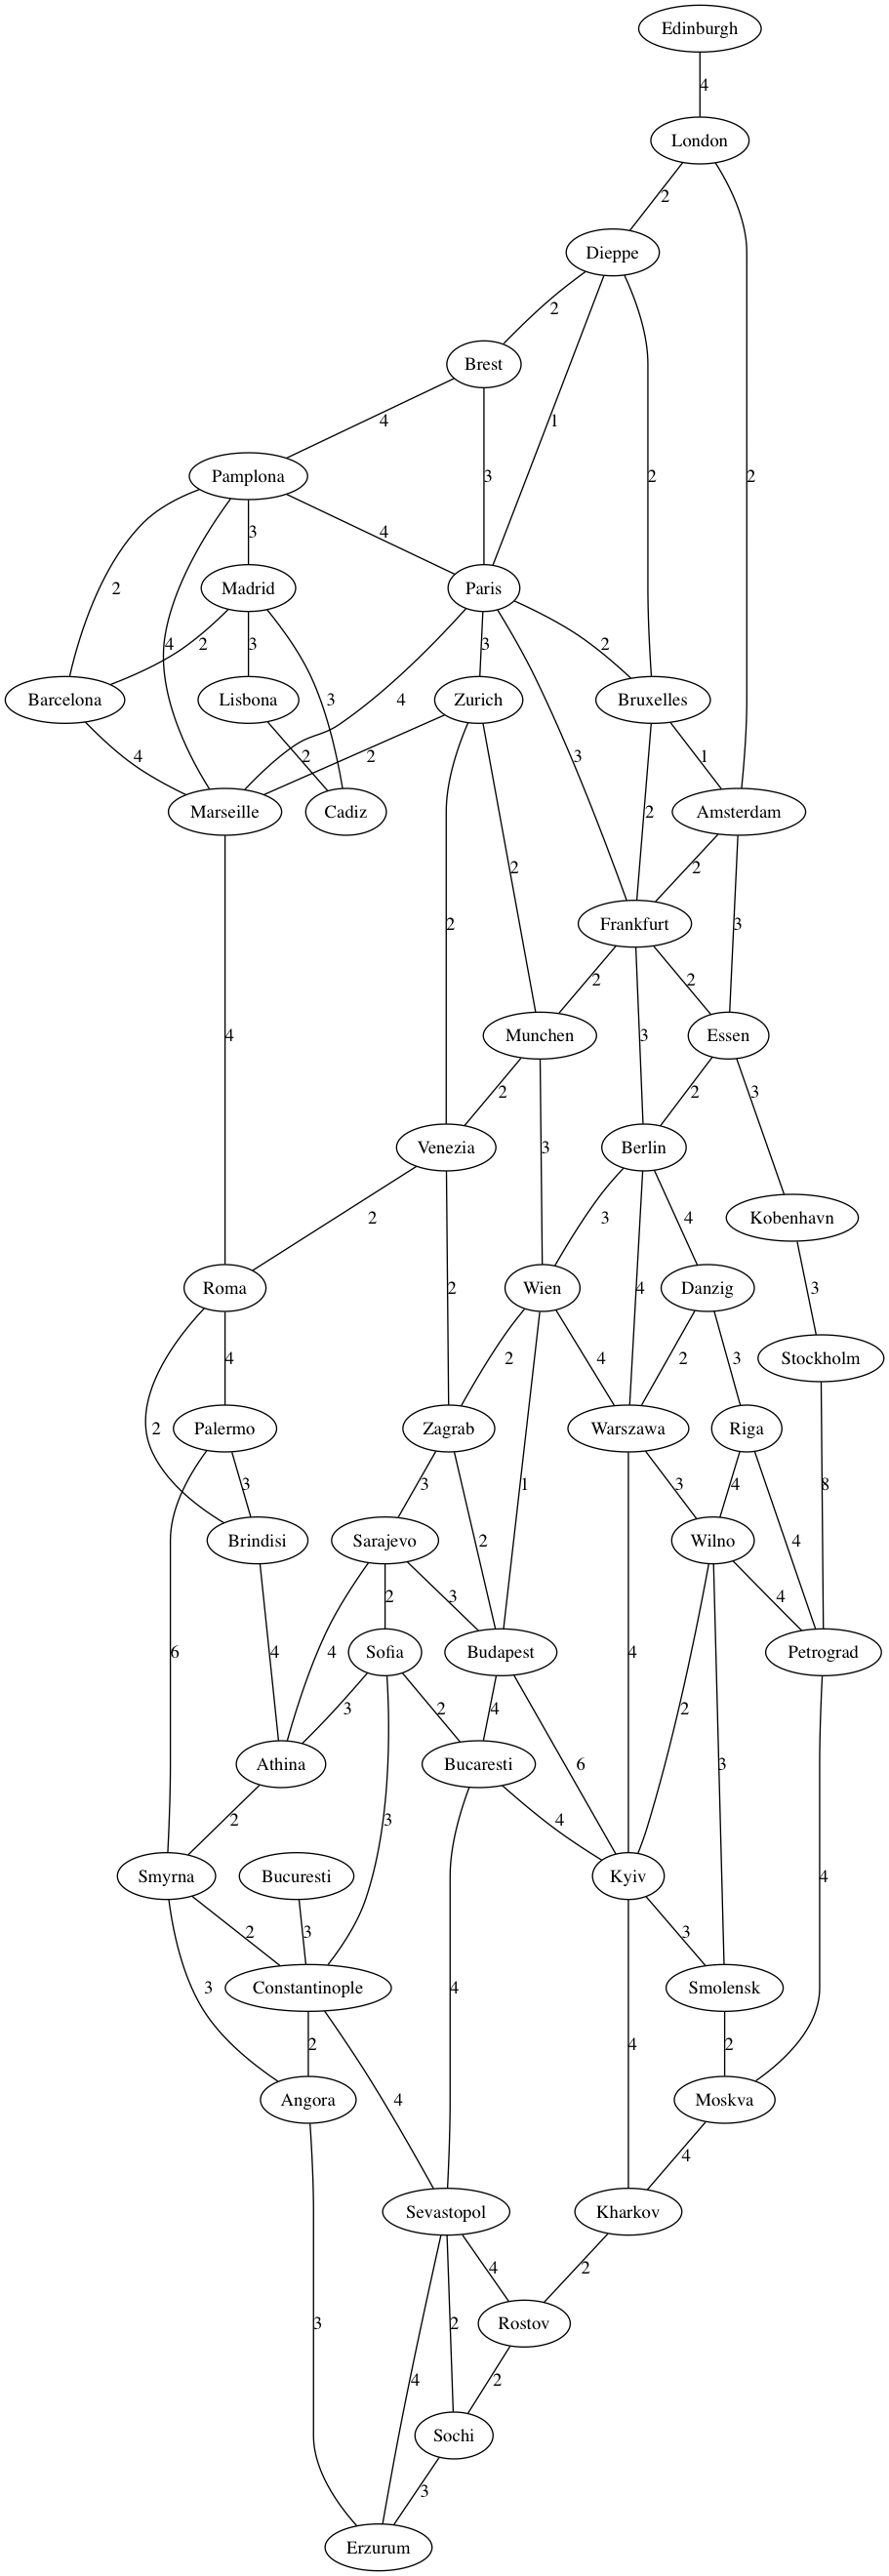 Edinburgh
4
London
2
Dieppe
2
Brest
4
1
Pamplona
3
2
2
4
3
Madrid
Paris
2
4
2
3
3
2
Barcelona
Lisbona
3
4
Zurich
Bruxelles
4
2
2
3
1
Marseille
Cadiz
2
Amsterdam
2
2
Frankfurt
2
3
4
Munchen
2
2
3
Essen
2
2
3
Venezia
3
Berlin
Kobenhavn
2
3
4
Roma
2
Wien
4
Danzig
3
4
2
4
2
3
Stockholm
Palermo
2
Zagrab
Warszawa
Riga
3
3
1
3
4
8
Brindisi
Sarajevo
2
Wilno
4
2
3
4
6
4
4
Sofia
Budapest
4
2
Petrograd
3
2
4
Athina
Bucaresti
6
3
2
3
4
Smyrna
Bucuresti
Kyiv
4
2
3
3
3
Constantinople
4
Smolensk
2
4
2
Angora
4
Moskva
4
Sevastopol
Kharkov
4
2
3
2
Rostov
4
2
Sochi
3
Erzurum